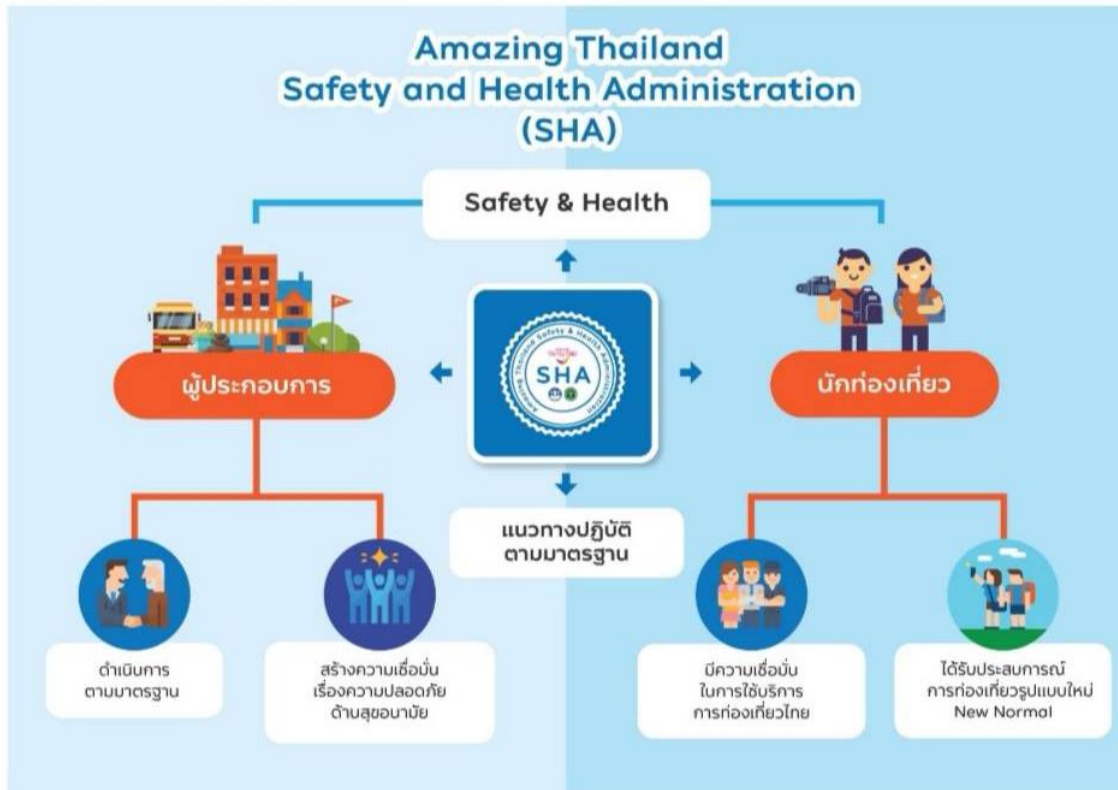 Amazing Thailand
Safety and Health Administration
(SHA)
Safety & Health
ผู้ประกอบการ
Amazing Thailand Safety & Health Administration
SHA
นักท่องเที่ยว
แนวทางปฏิบัติ
ตามมาตรฐาน
ดำเนินการ
ตามมาตรฐาน
สร้างความเชื่อมั่น
เรื่องความปลอดภัย
ด้านสุขอนามัย
มีความเชื่อมั่น
ในการใช้บริการ
การท่องเที่ยวไทย
ได้รับประสบการณ์
การท่องเที่ยวรูปแบบใหม่
New Normal